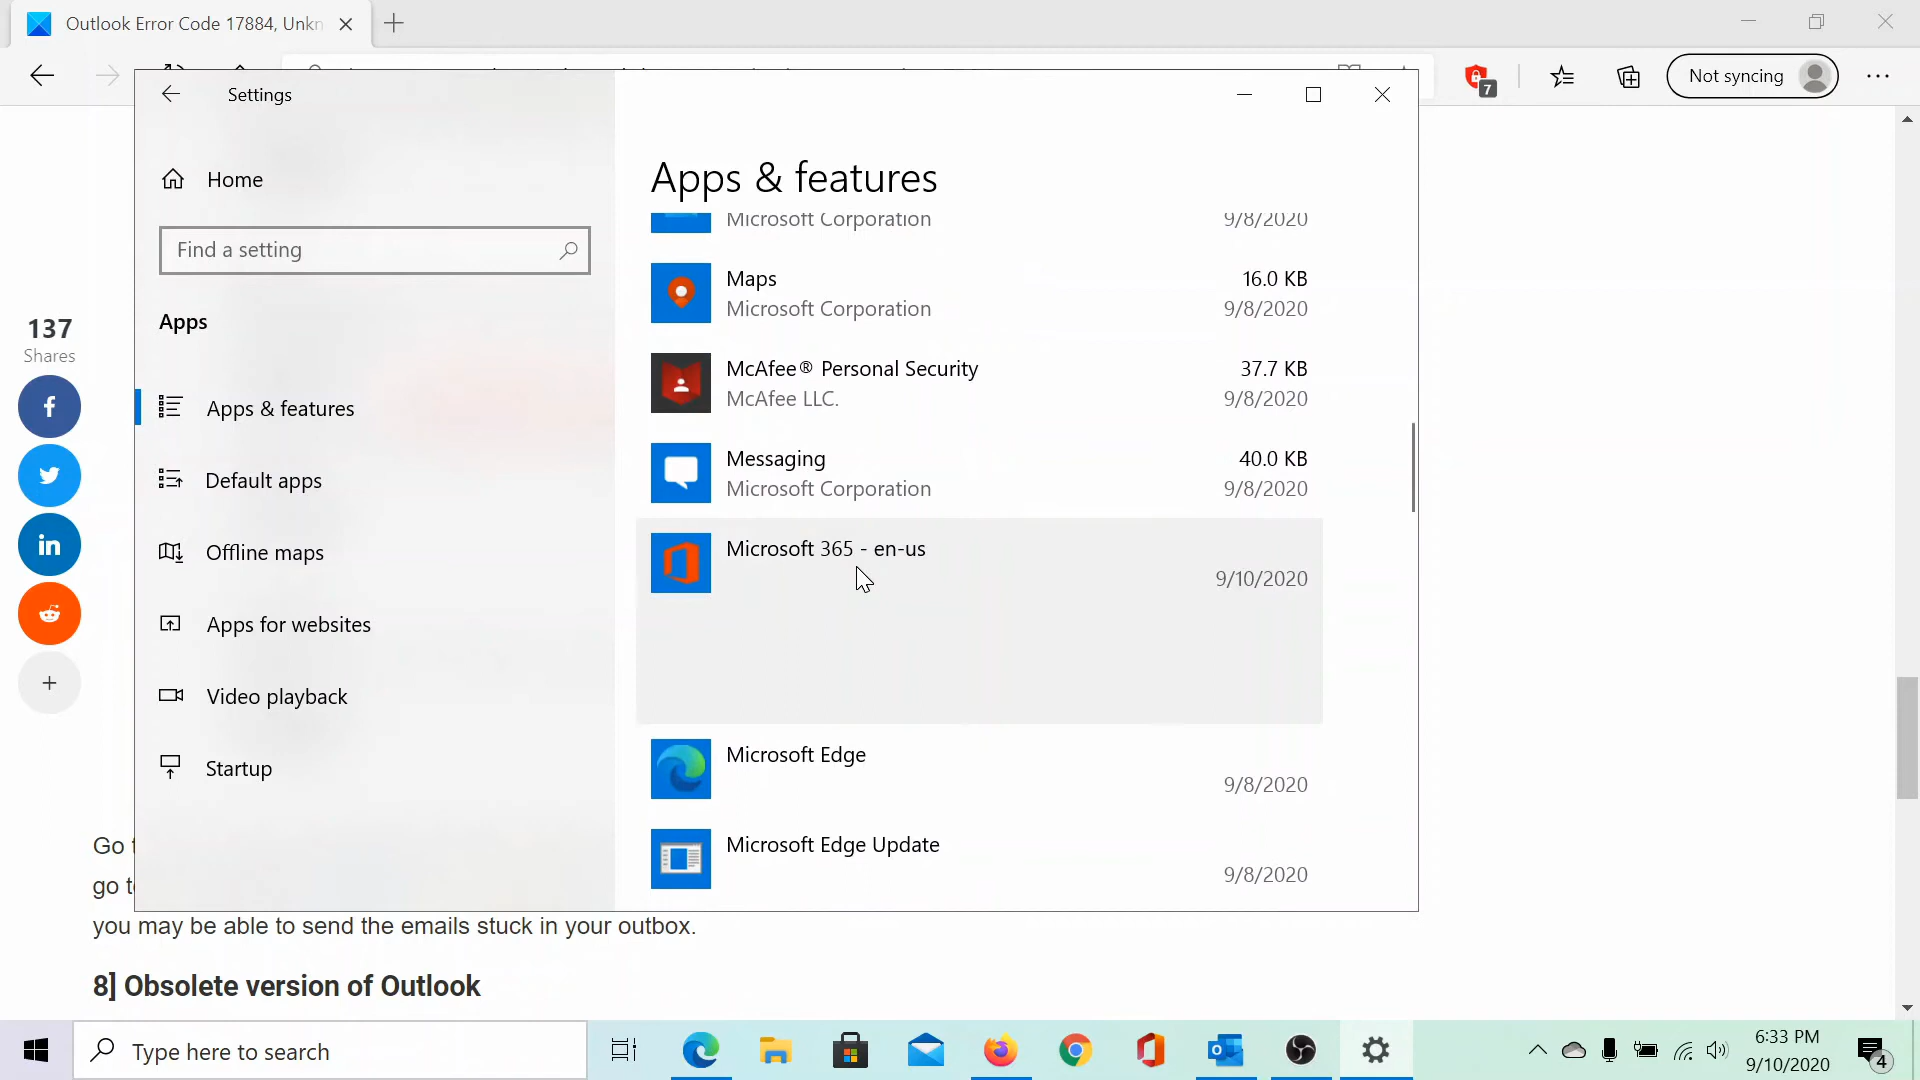 Outlook Error Code 17884, Unkn
Not syncing
7
Settings
Home
Find a setting
Apps
Apps & features
Default apps
Offline maps
Apps for websites
Video playback
Startup
Apps & features
Microsoft Corporation 9/8/2020
Maps 16.0 KB
Microsoft Corporation 9/8/2020
McAfee® Personal Security 37.7 KB
McAfee LLC. 9/8/2020
Messaging 40.0 KB
Microsoft Corporation 9/8/2020
Microsoft 365 - en-us
9/10/2020
Microsoft Edge
9/8/2020
Microsoft Edge Update
9/8/2020
137
Shares
Go
go
you may be able to send the emails stuck in your outbox.
8] Obsolete version of Outlook
Type here to search
6:33 PM
9/10/2020
4